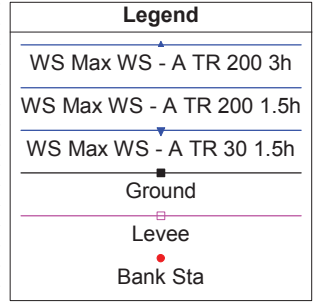 Legend
WS Max WS - A TR 200 3h
WS Max WS - A TR 200 1.5h
WS Max WS - A TR 30 1.5h
Ground
Levee
Bank Sta